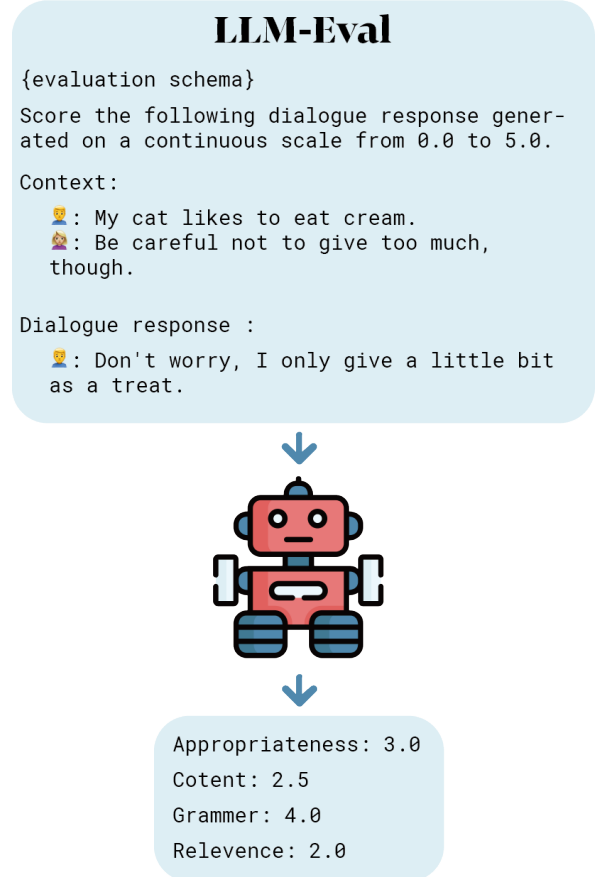 LLM-Eval
{evaluation schema}
Score the following dialogue response gener-
ated on a continuous scale from 0.0 to 5.0.
Context:
👨‍🦳: My cat likes to eat cream.
👩: Be careful not to give too much,
though.
Dialogue response :
👨‍🦳: Don't worry, I only give a little bit
as a treat.
Appropriateness: 3.0
Cotent: 2.5
Grammer: 4.0
Relevence: 2.0